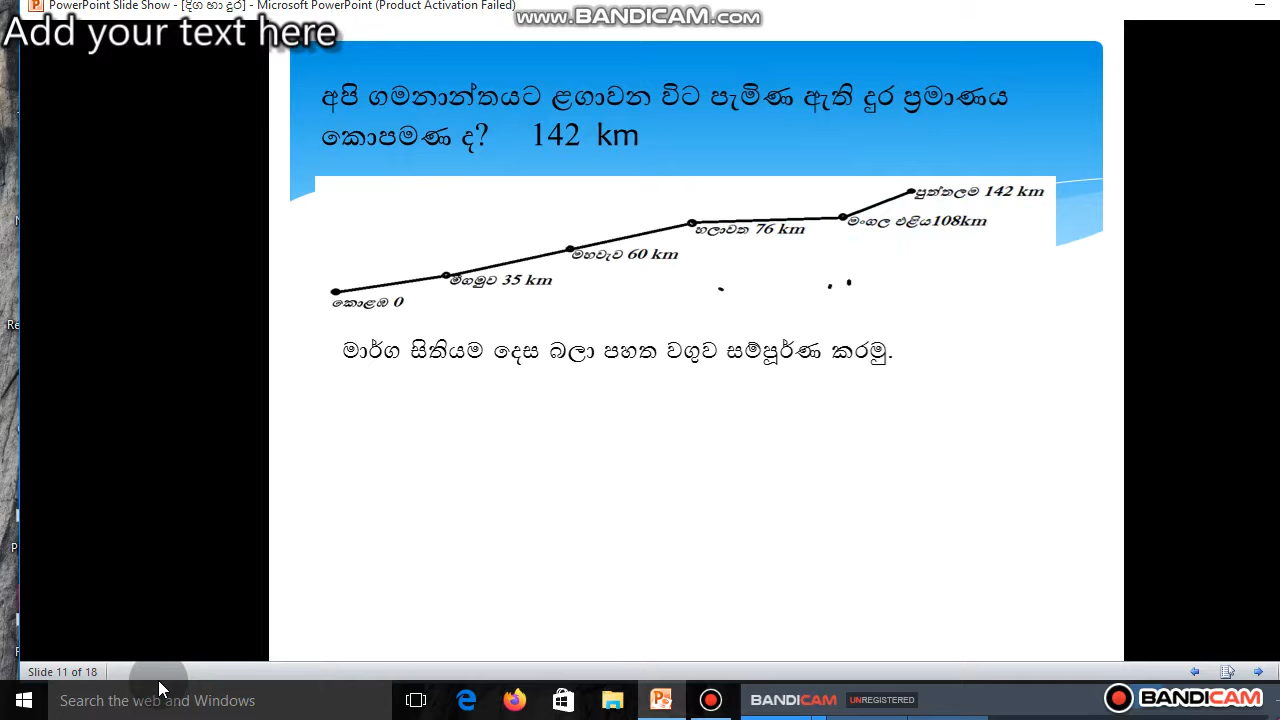 PowerPoint Slide Show - [දිග හා දුර] - Microsoft PowerPoint (Product Activation Failed)
www.BANDICAM.com
Add your text here
අපි ගමනාන්තයට ළඟාවන විට පැමිණ ඇති දුර ප්‍රමාණය
කොපමණ ද? 142 km
පුත්තලම 142 km
මංගල එළිය108km
හලාවත 76 km
මහවැව 60 km
මීගමුව 35 km
කොළඹ 0
මාර්ග සිතියම දෙස බලා පහත වගුව සම්පූර්ණ කරමු.
Slide 11 of 18
Search the web and Windows
BANDICAM UNREGISTERED
BANDICAM